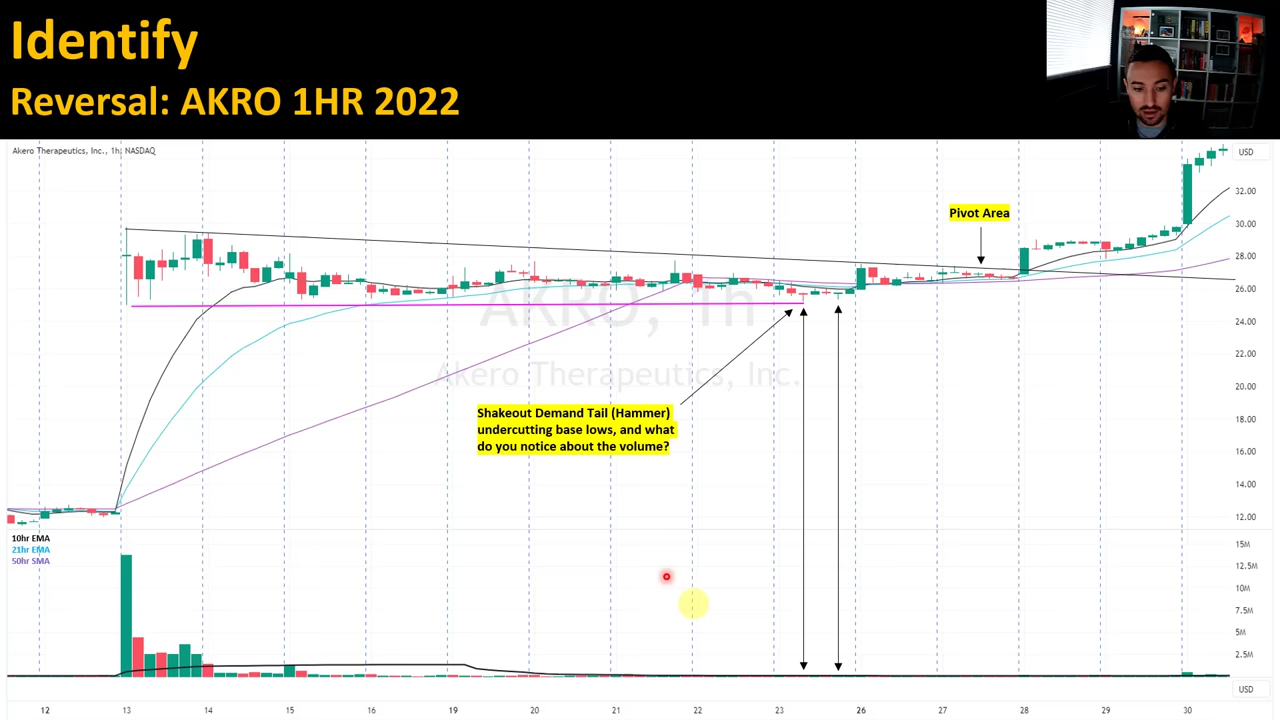 Identify
Reversal: AKRO 1HR 2022
Akero Therapeutics, Inc., 1h, NASDAQ
USD
32.00
30.00
28.00
26.00
24.00
22.00
20.00
18.00
16.00
14.00
12.00
Pivot Area
AKRO, 1h
Akero Therapeutics, Inc.
Shakeout Demand Tail (Hammer)
undercutting base lows, and what
do you notice about the volume?
10hr EMA
21hr EMA
50hr SMA
15M
12.5M
10M
7.5M
5M
2.5M
USD
12 13 14 15 16 19 20 21 22 23 26 27 28 29 30